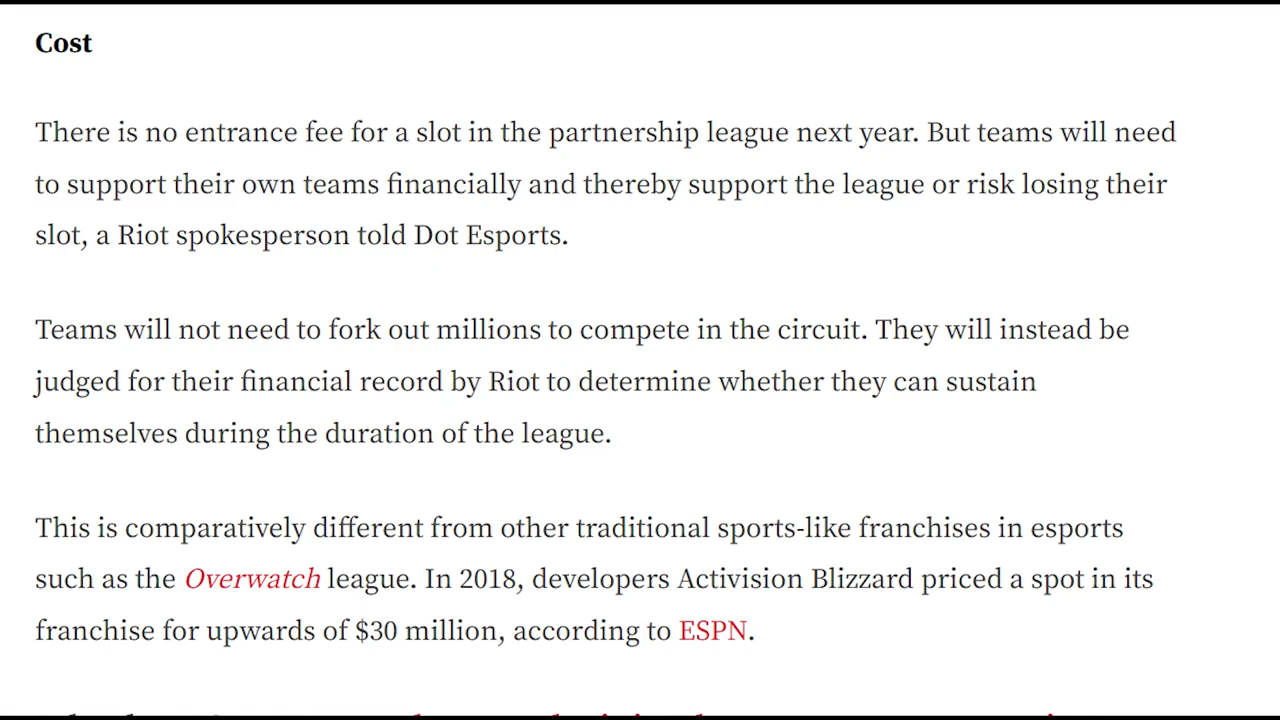 Cost
There is no entrance fee for a slot in the partnership league next year. But teams will need
to support their own teams financially and thereby support the league or risk losing their
slot, a Riot spokesperson told Dot Esports.
Teams will not need to fork out millions to compete in the circuit. They will instead be
judged for their financial record by Riot to determine whether they can sustain
themselves during the duration of the league.
This is comparatively different from other traditional sports-like franchises in esports
such as the Overwatch league. In 2018, developers Activision Blizzard priced a spot in its
franchise for upwards of $30 million, according to ESPN.